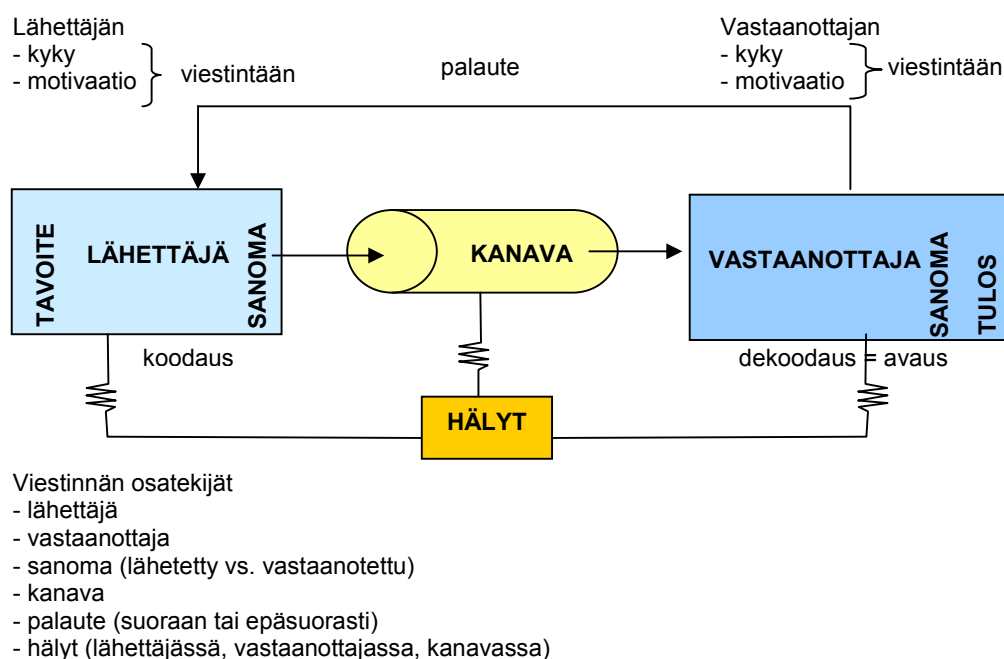 Lähettäjän
- kyky
- motivaatio
viestintään
palaute
Vastaanottajan
- kyky
- motivaatio
viestintään
TAVOITE
LÄHETTÄJÄ
SANOMA
KANAVA
VASTAANOTTAJA
SANOMA
TULOS
koodaus
dekoodaus = avaus
HÄLYT
Viestinnän osatekijät
- lähettäjä
- vastaanottaja
- sanoma (lähetetty vs. vastaanotettu)
- kanava
- palaute (suoraan tai epäsuorasti)
- hälyt (lähettäjässä, vastaanottajassa, kanavassa)